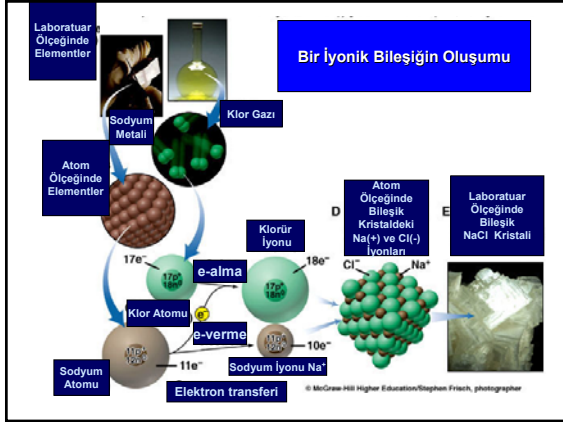 Laboratuar
Ölçeğinde
Elementler
Bir İyonik Bileşiğin Oluşumu
Sodyum
Metali
Klor Gazı
Atom
Ölçeğinde
Elementler
Atom
Ölçeğinde
Bileşik
Kristaldeki
Na(+) ve Cl(-)
İyonları
D
E
Laboratuar
Ölçeğinde
Bileşik
NaCl Kristali
Klorür
İyonu
17e⁻
e-alma
18e⁻
17p⁺
18n⁰
17p⁺
18n⁰
Cl⁻
Na⁺
Klor Atomu
e⁻
e-verme
10e⁻
Sodyum
Atomu
11e⁻
Sodyum İyonu Na⁺
Elektron transferi
© McGraw-Hill Higher Education/Stephen Frisch, photographer